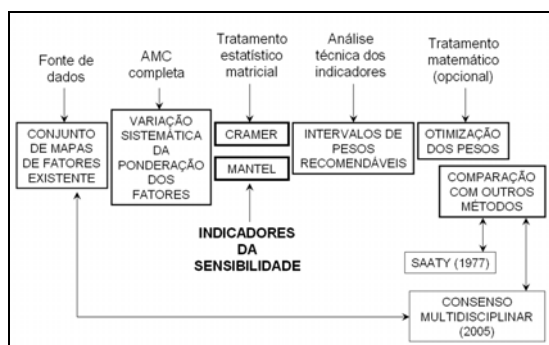 Fonte de
dados
AMC
completa
Tratamento
estatístico
matricial
Análise
técnica dos
indicadores
Tratamento
matemático
(opcional)
CONJUNTO
DE MAPAS
DE FATORES
EXISTENTE
VARIAÇÃO
SISTEMÁTICA
DA
PONDERAÇÃO
DOS
FATORES
CRAMER
MANTEL
INTERVALOS DE
PESOS
RECOMENDÁVEIS
OTIMIZAÇÃO
DOS PESOS
COMPARAÇÃO
COM OUTROS
MÉTODOS
INDICADORES
DA
SENSIBILIDADE
SAATY (1977)
CONSENSO
MULTIDISCIPLINAR
(2005)